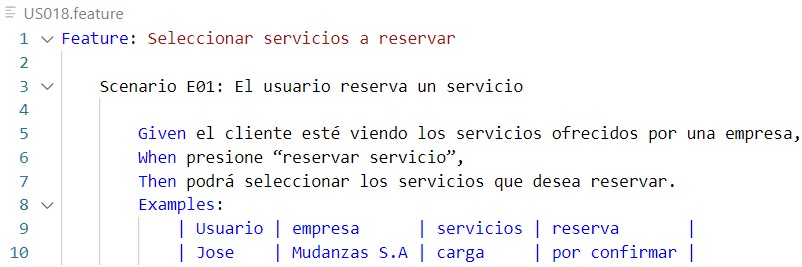 US018.feature
1 Feature: Seleccionar servicios a reservar
2
3 Scenario E01: El usuario reserva un servicio
4
5 Given el cliente esté viendo los servicios ofrecidos por una empresa,
6 When presione “reservar servicio”,
7 Then podrá seleccionar los servicios que desea reservar.
8 Examples:
9 | Usuario | empresa | servicios | reserva |
10 | Jose | Mudanzas S.A | carga | por confirmar |